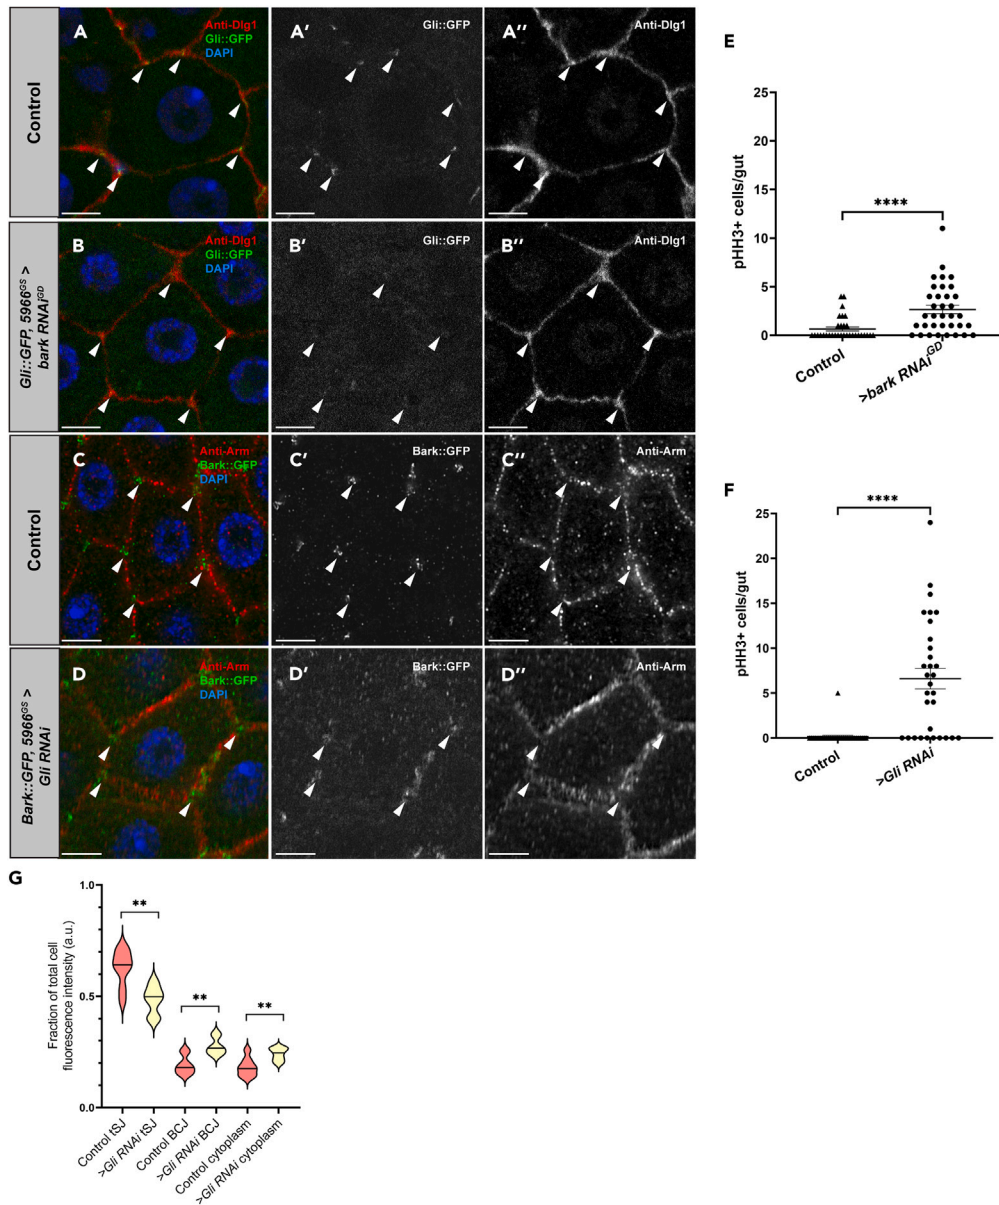 Control
A
Anti-Dlg1
Gli::GFP
DAPI
A′
Gli::GFP
A′′
Anti-Dlg1
Gli::GFP, 5966GS >
bark RNAiGD
B
Anti-Dlg1
Gli::GFP
DAPI
B′
Gli::GFP
B′′
Anti-Dlg1
Control
C
Anti-Arm
Bark::GFP
DAPI
C′
Bark::GFP
C′′
Anti-Arm
Bark::GFP, 5966GS >
Gli RNAi
D
Anti-Arm
Bark::GFP
DAPI
D′
Bark::GFP
D′′
Anti-Arm
E
pHH3+ cells/gut
25
20
15
10
5
0
****
Control
>bark RNAiGD
F
pHH3+ cells/gut
25
20
15
10
5
0
****
Control
>Gli RNAi
G
Fraction of total cell
fluorescence intensity (a.u.)
1.0
0.5
0.0
**
**
**
Control tSJ
>Gli RNAi tSJ
Control BCJ
>Gli RNAi BCJ
Control cytoplasm
>Gli RNAi cytoplasm